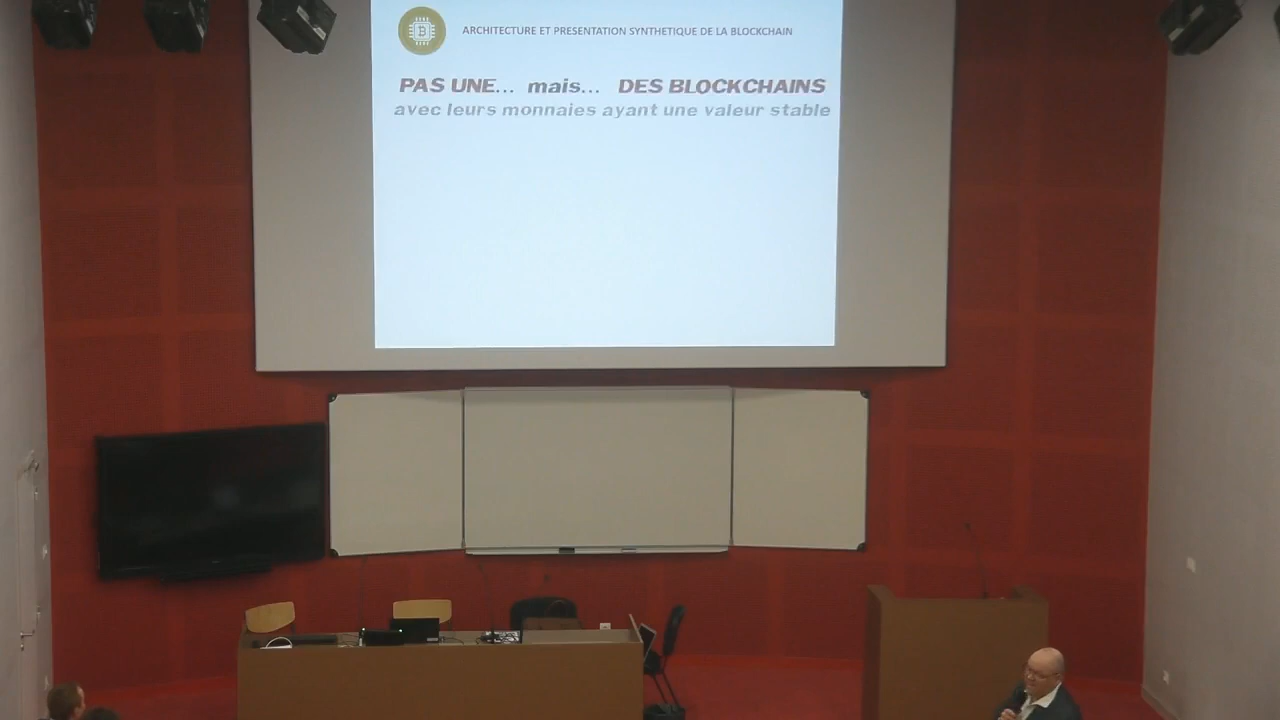 ARCHITECTURE ET PRESENTATION SYNTHETIQUE DE LA BLOCKCHAIN
PAS UNE... mais... DES BLOCKCHAINS
avec leurs monnaies ayant une valeur stable